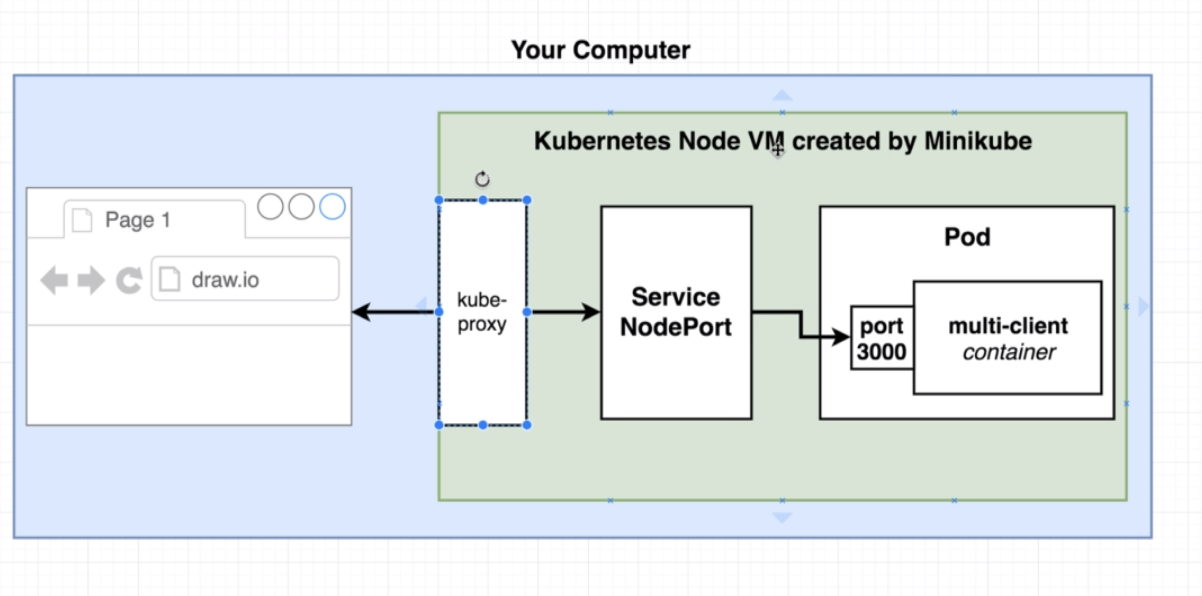 Your Computer
Kubernetes Node VM created by Minikube
Page 1
draw.io
kube-
proxy
Service
NodePort
Pod
port
3000
multi-client
container